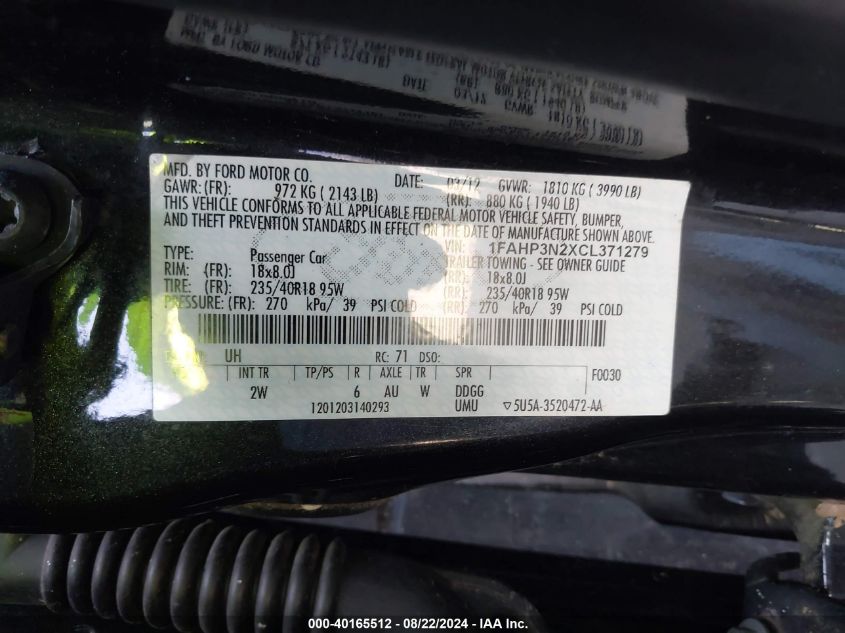 MFD. BY FORD MOTOR CO.
DATE: 03/12 GVWR: 1810 KG ( 3990 LB)
GAWR: (FR) 972 KG ( 2143 LB) (RR): 880 KG ( 1940 LB)
THIS VEHICLE CONFORMS TO ALL APPLICABLE FEDERAL MOTOR VEHICLE SAFETY, BUMPER,
AND THEFT PREVENTION STANDARDS IN EFFECT ON THE DATE OF MANUFACTURE SHOWN ABOVE.
VIN: 1FAHP3N2XCL371279
TYPE: Passenger Car TRAILER TOWING - SEE OWNER GUIDE
RIM: (FR) 18x8.0J (RR): 18x8.0J
TIRE: (FR): 235/40R18 95W (RR): 235/40R18 95W
PRESSURE: (FR) 270 kPa/ 39 PSI COLD (RR): 270 kPa/ 39 PSI COLD
UH RC: 71 DSO:
INT TR TP/PS R AXLE TR SPR F0030
2W 6 AU W DDGG
1201203140293 UMU ▽5U5A-3520472-AA
000-40165512 - 08/22/2024 - IAA Inc.